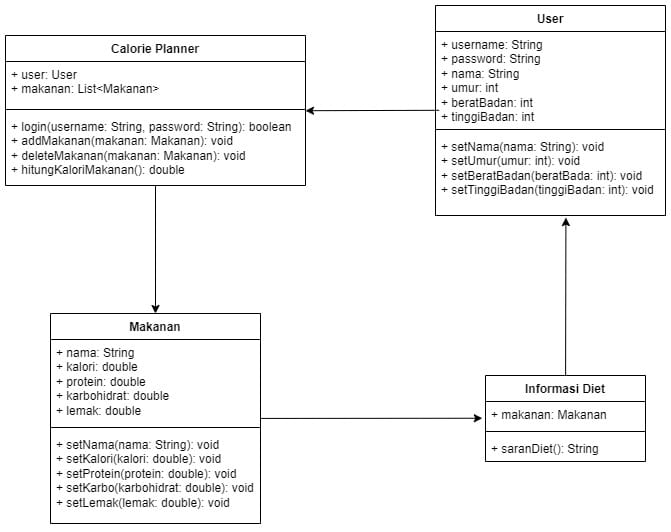 Calorie Planner
+ user: User
+ makanan: List<Makanan>
+ login(username: String, password: String): boolean
+ addMakanan(makanan: Makanan): void
+ deleteMakanan(makanan: Makanan): void
+ hitungKaloriMakanan(): double
User
+ username: String
+ password: String
+ nama: String
+ umur: int
+ beratBadan: int
+ tinggiBadan: int
+ setNama(nama: String): void
+ setUmur(umur: int): void
+ setBeratBadan(beratBada: int): void
+ setTinggiBadan(tinggiBadan: int): void
Makanan
+ nama: String
+ kalori: double
+ protein: double
+ karbohidrat: double
+ lemak: double
+ setNama(nama: String): void
+ setKalori(kalori: double): void
+ setProtein(protein: double): void
+ setKarbo(karbohidrat: double): void
+ setLemak(lemak: double): void
Informasi Diet
+ makanan: Makanan
+ saranDiet(): String